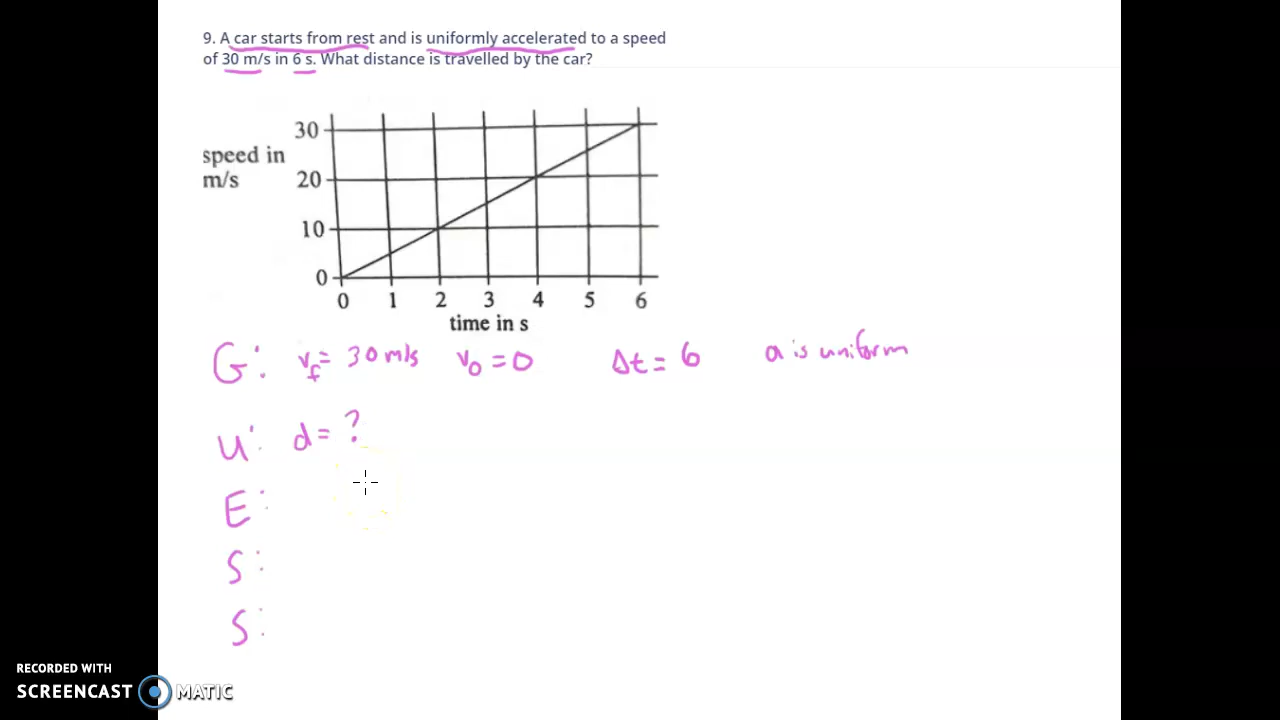 9. A car starts from rest and is uniformly accelerated to a speed
of 30 m/s in 6 s. What distance is travelled by the car?
30
speed in
m/s
20
10
0
0 1 2 3 4 5 6
time in s
G: vf = 30 m/s v0 = 0 Δt = 6 a is uniform
U: d = ?
E:
S:
S:
RECORDED WITH
SCREENCAST MATIC